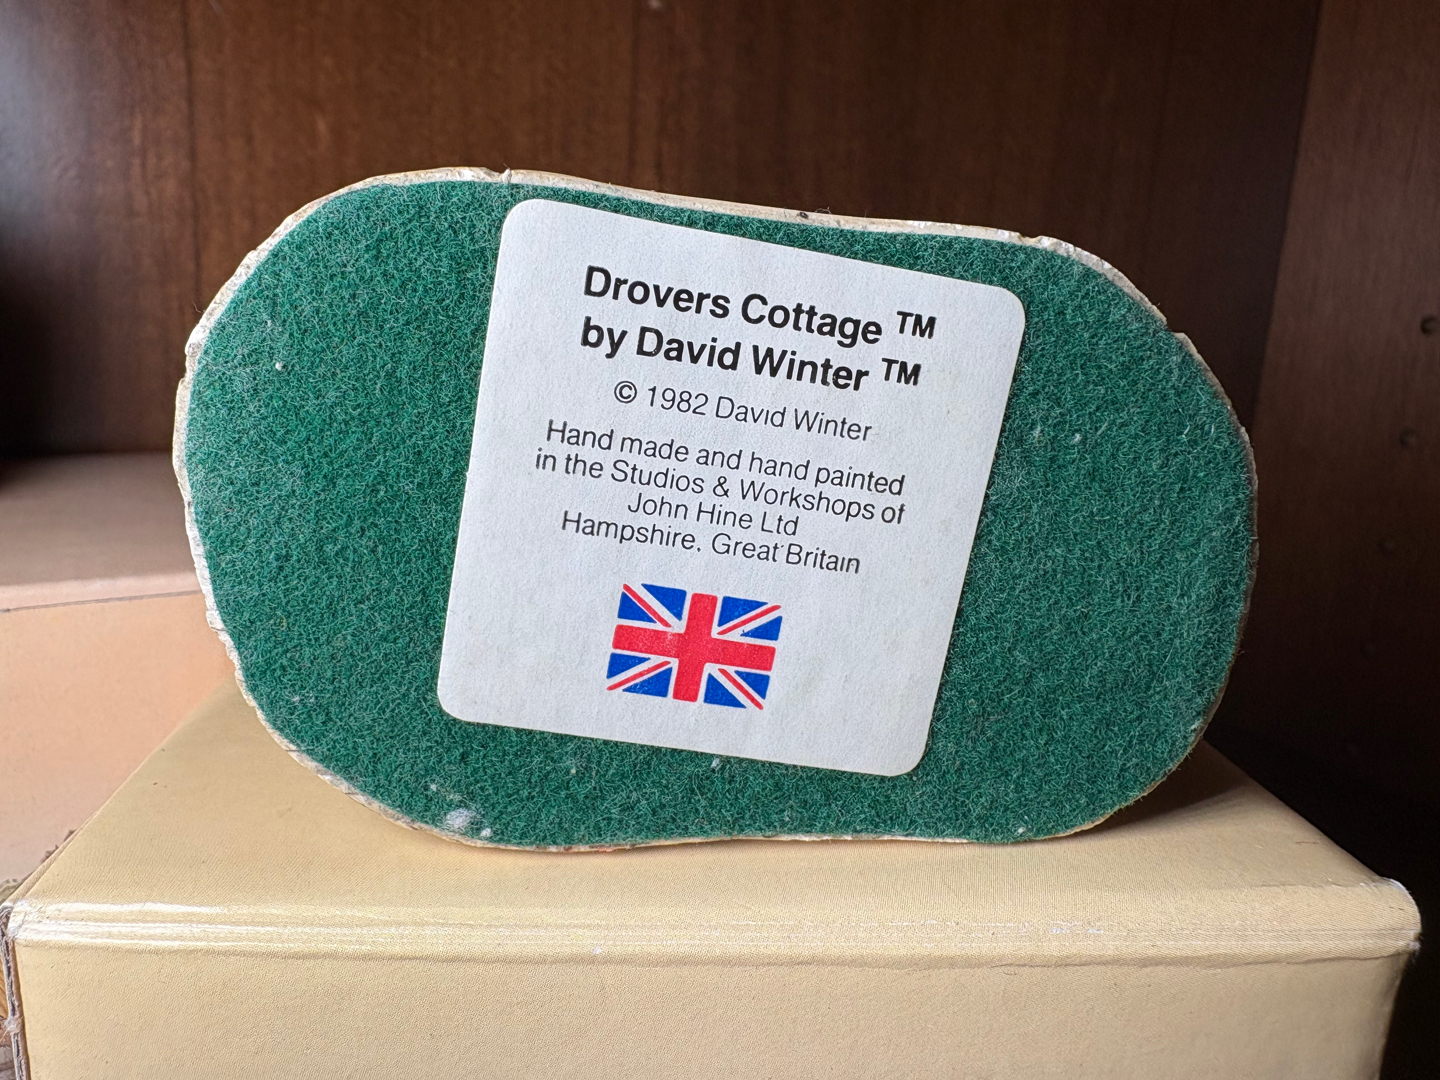 Drovers Cottage ™
by David Winter ™
© 1982 David Winter
Hand made and hand painted
in the Studios & Workshops of
John Hine Ltd
Hampshire, Great Britain